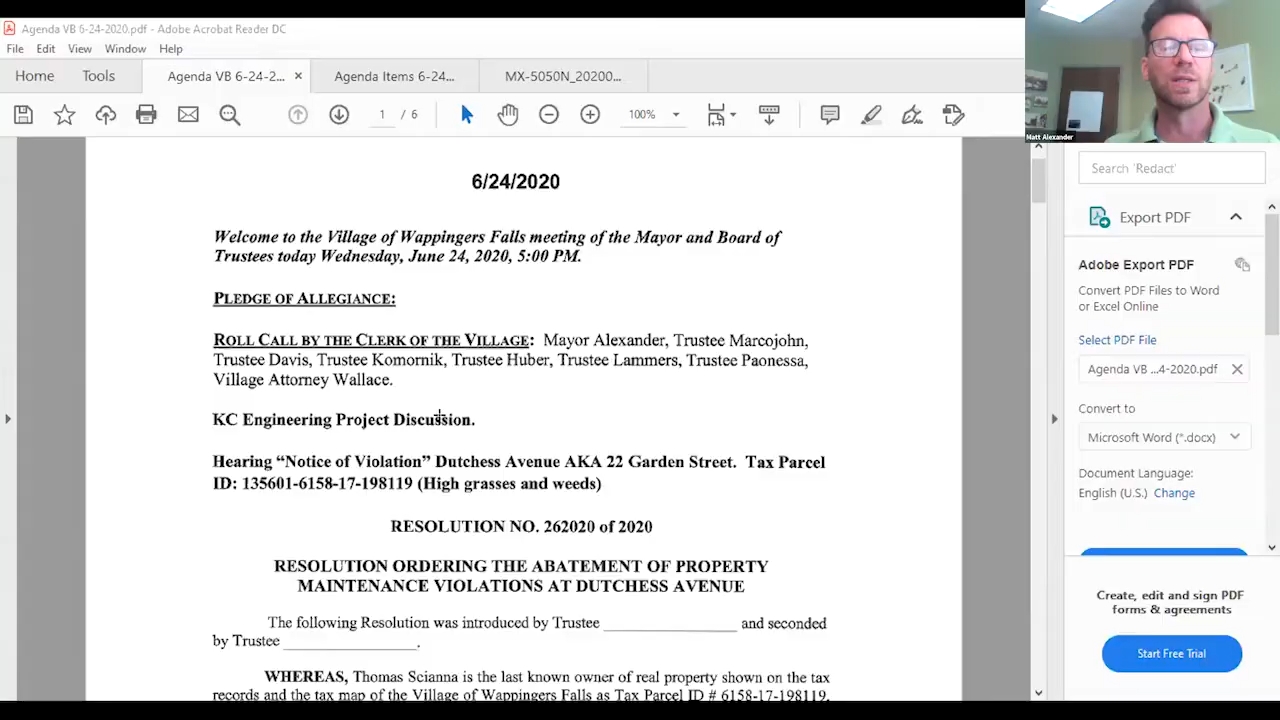 Agenda VB 6-24-2020.pdf - Adobe Acrobat Reader DC
File Edit View Window Help
Home Tools Agenda VB 6-24-2... × Agenda Items 6-24... MX-5050N_20200...
1 / 6 100%
Matt Alexander
6/24/2020
Welcome to the Village of Wappingers Falls meeting of the Mayor and Board of
Trustees today Wednesday, June 24, 2020, 5:00 PM.
PLEDGE OF ALLEGIANCE:
ROLL CALL BY THE CLERK OF THE VILLAGE: Mayor Alexander, Trustee Marcojohn,
Trustee Davis, Trustee Komornik, Trustee Huber, Trustee Lammers, Trustee Paonessa,
Village Attorney Wallace.
KC Engineering Project Discussion.
Hearing “Notice of Violation” Dutchess Avenue AKA 22 Garden Street. Tax Parcel
ID: 135601-6158-17-198119 (High grasses and weeds)
RESOLUTION NO. 262020 of 2020
RESOLUTION ORDERING THE ABATEMENT OF PROPERTY
MAINTENANCE VIOLATIONS AT DUTCHESS AVENUE
The following Resolution was introduced by Trustee ________________ and seconded
by Trustee ________________.
WHEREAS, Thomas Scianna is the last known owner of real property shown on the tax
records and the tax map of the Village of Wappingers Falls as Tax Parcel ID # 6158-17-198119,
Search 'Redact'
Export PDF
Adobe Export PDF
Convert PDF Files to Word
or Excel Online
Select PDF File
Agenda VB ...4-2020.pdf ×
Convert to
Microsoft Word (*.docx)
Document Language:
English (U.S.) Change
Create, edit and sign PDF
forms & agreements
Start Free Trial